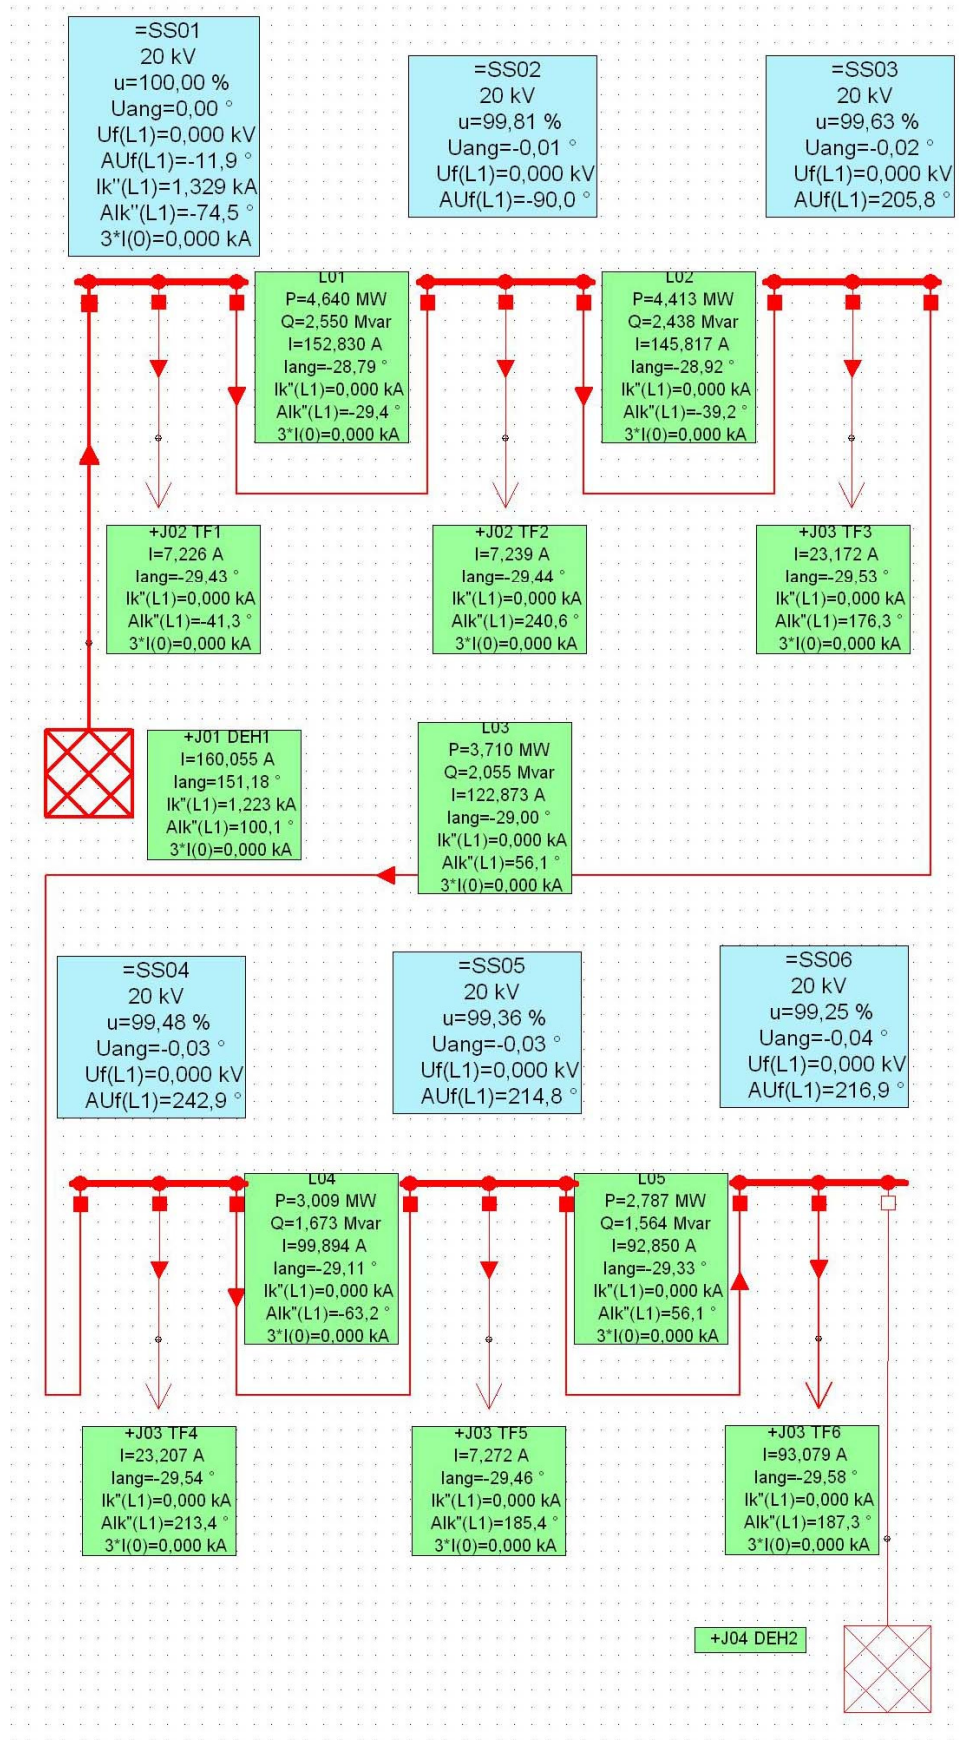 =SS01
20 kV
u=100,00 %
Uang=0,00 °
Uf(L1)=0,000 kV
AUf(L1)=-11,9 °
Ik"(L1)=1,329 kA
AIk"(L1)=-74,5 °
3*I(0)=0,000 kA
=SS02
20 kV
u=99,81 %
Uang=-0,01 °
Uf(L1)=0,000 kV
AUf(L1)=-90,0 °
=SS03
20 kV
u=99,63 %
Uang=-0,02 °
Uf(L1)=0,000 kV
AUf(L1)=205,8 °
L01
P=4,640 MW
Q=2,550 Mvar
I=152,830 A
Iang=-28,79 °
Ik"(L1)=0,000 kA
AIk"(L1)=-29,4 °
3*I(0)=0,000 kA
L02
P=4,413 MW
Q=2,438 Mvar
I=145,817 A
Iang=-28,92 °
Ik"(L1)=0,000 kA
AIk"(L1)=-39,2 °
3*I(0)=0,000 kA
+J02 TF1
I=7,226 A
Iang=-29,43 °
Ik"(L1)=0,000 kA
AIk"(L1)=-41,3 °
3*I(0)=0,000 kA
+J02 TF2
I=7,239 A
Iang=-29,44 °
Ik"(L1)=0,000 kA
AIk"(L1)=240,6 °
3*I(0)=0,000 kA
+J03 TF3
I=23,172 A
Iang=-29,53 °
Ik"(L1)=0,000 kA
AIk"(L1)=176,3 °
3*I(0)=0,000 kA
+J01 DEH1
I=160,055 A
Iang=151,18 °
Ik"(L1)=1,223 kA
AIk"(L1)=100,1 °
3*I(0)=0,000 kA
L03
P=3,710 MW
Q=2,055 Mvar
I=122,873 A
Iang=-29,00 °
Ik"(L1)=0,000 kA
AIk"(L1)=56,1 °
3*I(0)=0,000 kA
=SS04
20 kV
u=99,48 %
Uang=-0,03 °
Uf(L1)=0,000 kV
AUf(L1)=242,9 °
=SS05
20 kV
u=99,36 %
Uang=-0,03 °
Uf(L1)=0,000 kV
AUf(L1)=214,8 °
=SS06
20 kV
u=99,25 %
Uang=-0,04 °
Uf(L1)=0,000 kV
AUf(L1)=216,9 °
L04
P=3,009 MW
Q=1,673 Mvar
I=99,894 A
Iang=-29,11 °
Ik"(L1)=0,000 kA
AIk"(L1)=-63,2 °
3*I(0)=0,000 kA
L05
P=2,787 MW
Q=1,564 Mvar
I=92,850 A
Iang=-29,33 °
Ik"(L1)=0,000 kA
AIk"(L1)=56,1 °
3*I(0)=0,000 kA
+J03 TF4
I=23,207 A
Iang=-29,54 °
Ik"(L1)=0,000 kA
AIk"(L1)=213,4 °
3*I(0)=0,000 kA
+J03 TF5
I=7,272 A
Iang=-29,46 °
Ik"(L1)=0,000 kA
AIk"(L1)=185,4 °
3*I(0)=0,000 kA
+J03 TF6
I=93,079 A
Iang=-29,58 °
Ik"(L1)=0,000 kA
AIk"(L1)=187,3 °
3*I(0)=0,000 kA
+J04 DEH2